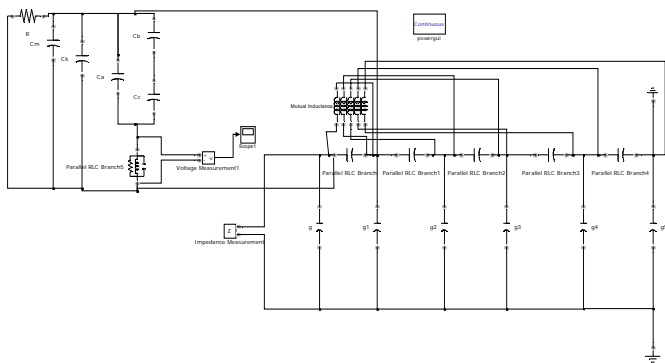 Continuous
powergui
R
Cm
Ck
Ca
Cb
Cc
Mutual Inductance
Scope1
Voltage Measurement1
Parallel RLC Branch5
Parallel RLC Branch
Parallel RLC Branch1
Parallel RLC Branch2
Parallel RLC Branch3
Parallel RLC Branch4
Z
Impedance Measurement
g
g1
g2
g3
g4